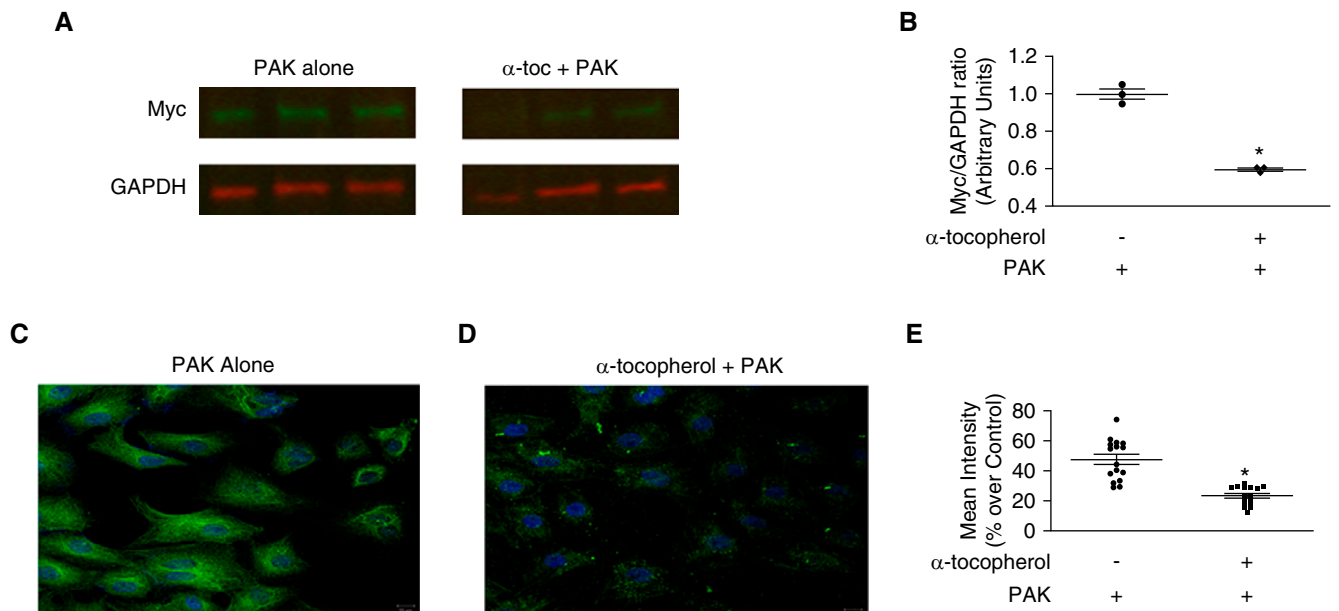 A
PAK alone
α-toc + PAK
Myc
GAPDH
B
Myc/GAPDH ratio
(Arbitrary Units)
1.2
1.0
0.8
0.6
0.4
*
α-tocopherol - +
PAK + +
C
PAK Alone
D
α-tocopherol + PAK
E
Mean Intensity
(% over Control)
80
60
40
20
0
*
α-tocopherol - +
PAK + +